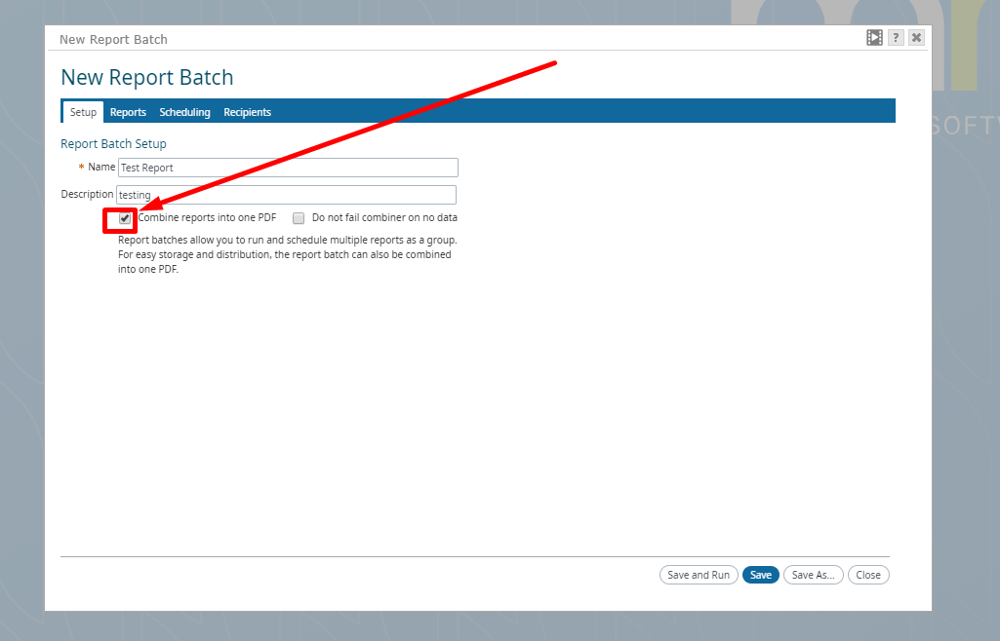 New Report Batch
?
New Report Batch
Setup Reports Scheduling Recipients
Report Batch Setup
* Name Test Report
Description testing
Combine reports into one PDF Do not fail combiner on no data
Report batches allow you to run and schedule multiple reports as a group.
For easy storage and distribution, the report batch can also be combined
into one PDF.
Save and Run Save Save As... Close